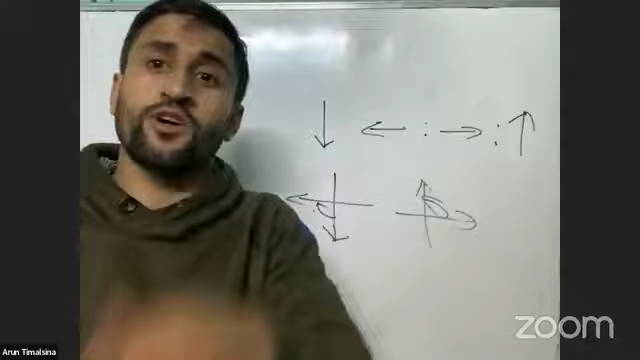 ↓ ← : → : ↑
Arun Timalsina
zoom